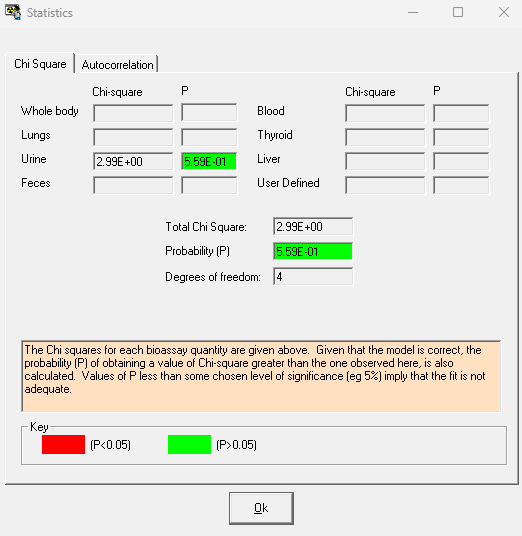 Statistics
Chi Square
Autocorrelation
Chi-square P Chi-square P
Whole body Blood
Lungs Thyroid
Urine 2.99E+00 5.59E-01 Liver
Feces User Defined
Total Chi Square: 2.99E+00
Probability (P) 5.59E-01
Degrees of freedom: 4
The Chi squares for each bioassay quantity are given above. Given that the model is correct, the
probability (P) of obtaining a value of Chi-square greater than the one observed here, is also
calculated. Values of P less than some chosen level of significance (eg 5%) imply that the fit is not
adequate.
Key
(P<0.05) (P>0.05)
Ok